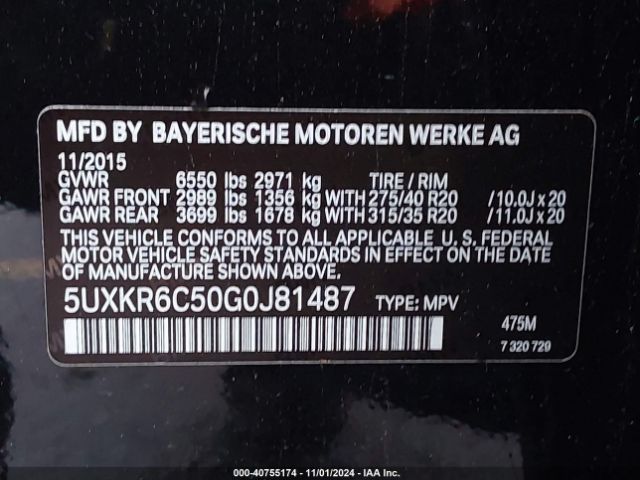 MFD BY BAYERISCHE MOTOREN WERKE AG
11/2015
GVWR 6550 lbs 2971 kg TIRE / RIM
GAWR FRONT 2989 lbs 1356 kg WITH 275/40 R20 /10.0J x 20
GAWR REAR 3699 lbs 1678 kg WITH 315/35 R20 /11.0J x 20
THIS VEHICLE CONFORMS TO ALL APPLICABLE U. S. FEDERAL
MOTOR VEHICLE SAFETY STANDARDS IN EFFECT ON THE DATE
OF MANUFACTURE SHOWN ABOVE.
5UXKR6C50G0J81487 TYPE: MPV
475M
7 320 729
000-40755174 - 11/01/2024 - IAA Inc.